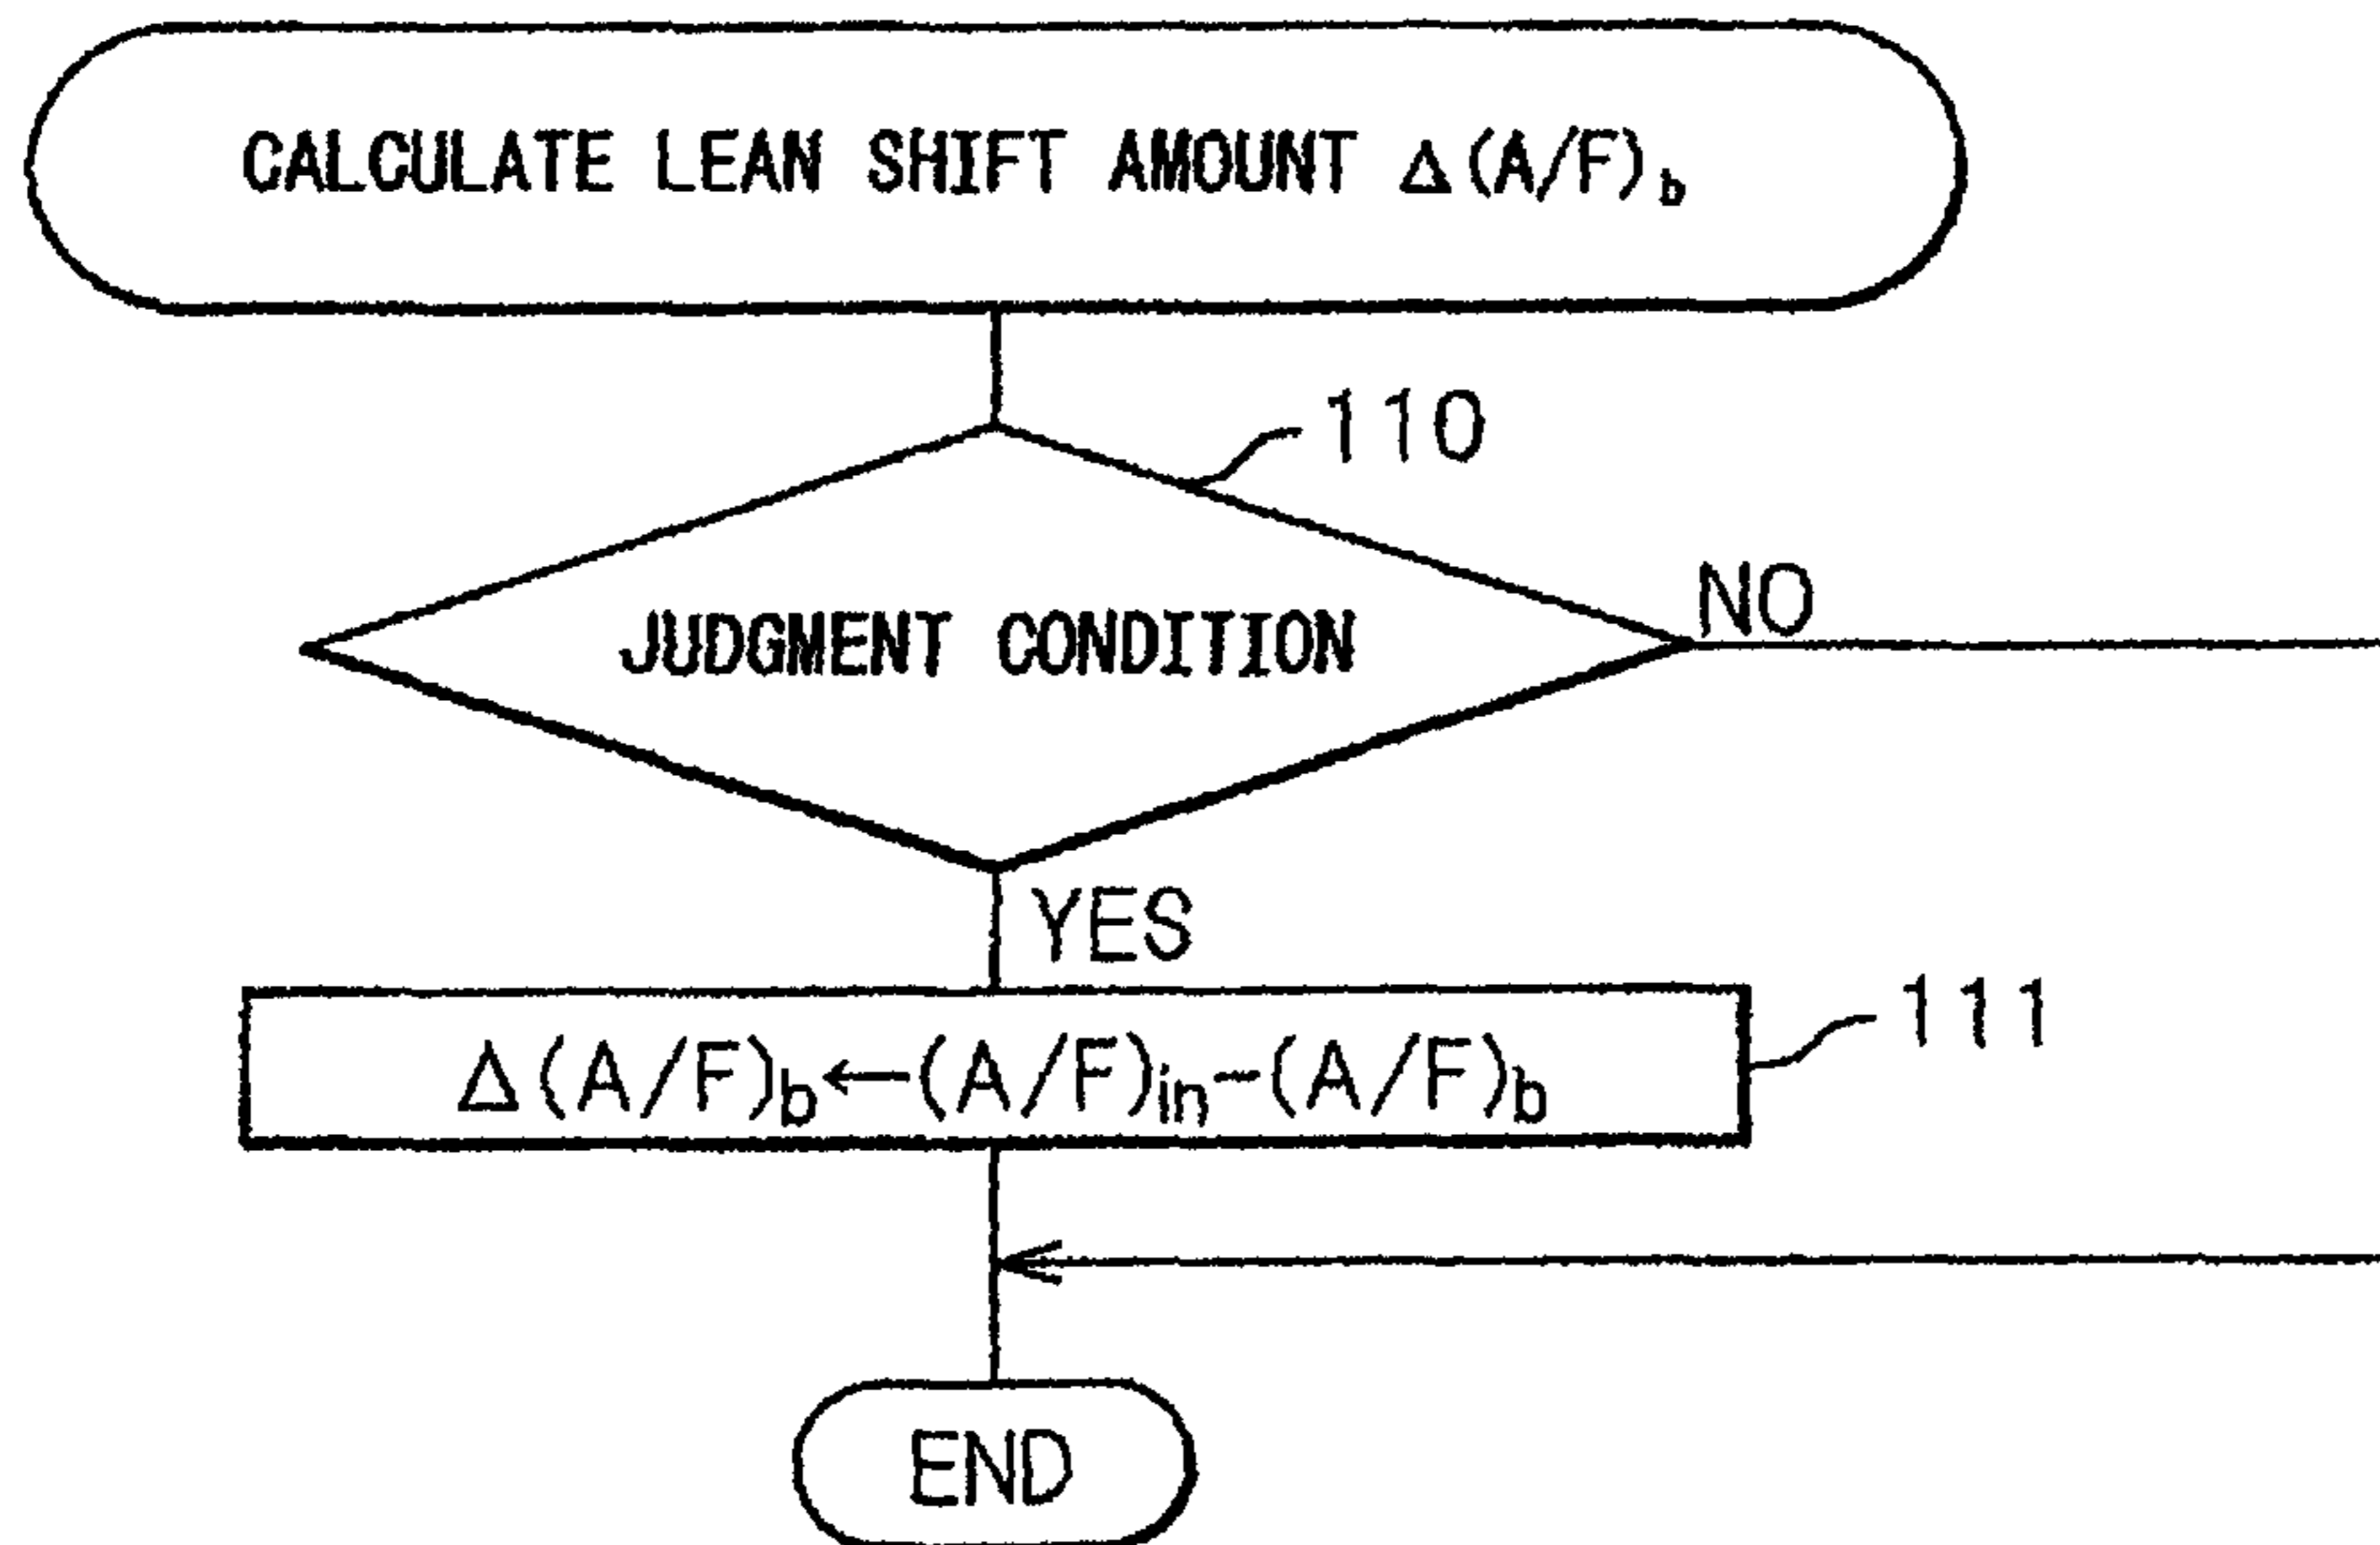 CALCULATE LEAN SHIFT AMOUNT Δ(A/F)b
110
JUDGMENT CONDITION
NO
YES
Δ(A/F)b←(A/F)in-(A/F)b
111
END